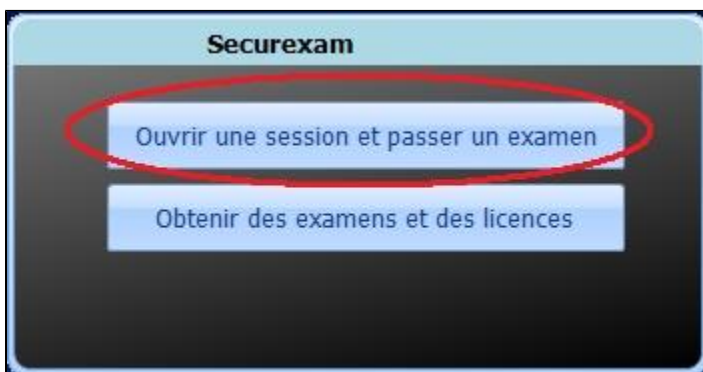 Securexam
Ouvrir une session et passer un examen
Obtenir des examens et des licences